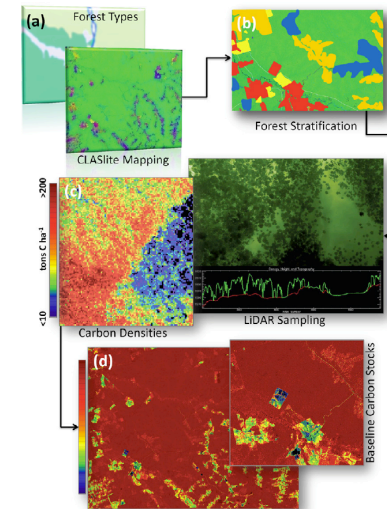 (a)
Forest Types
CLASlite Mapping
(b)
Forest Stratification
(c)
>200
tons C ha⁻¹
<10
Carbon Densities
LiDAR Sampling
(d)
Baseline Carbon Stocks